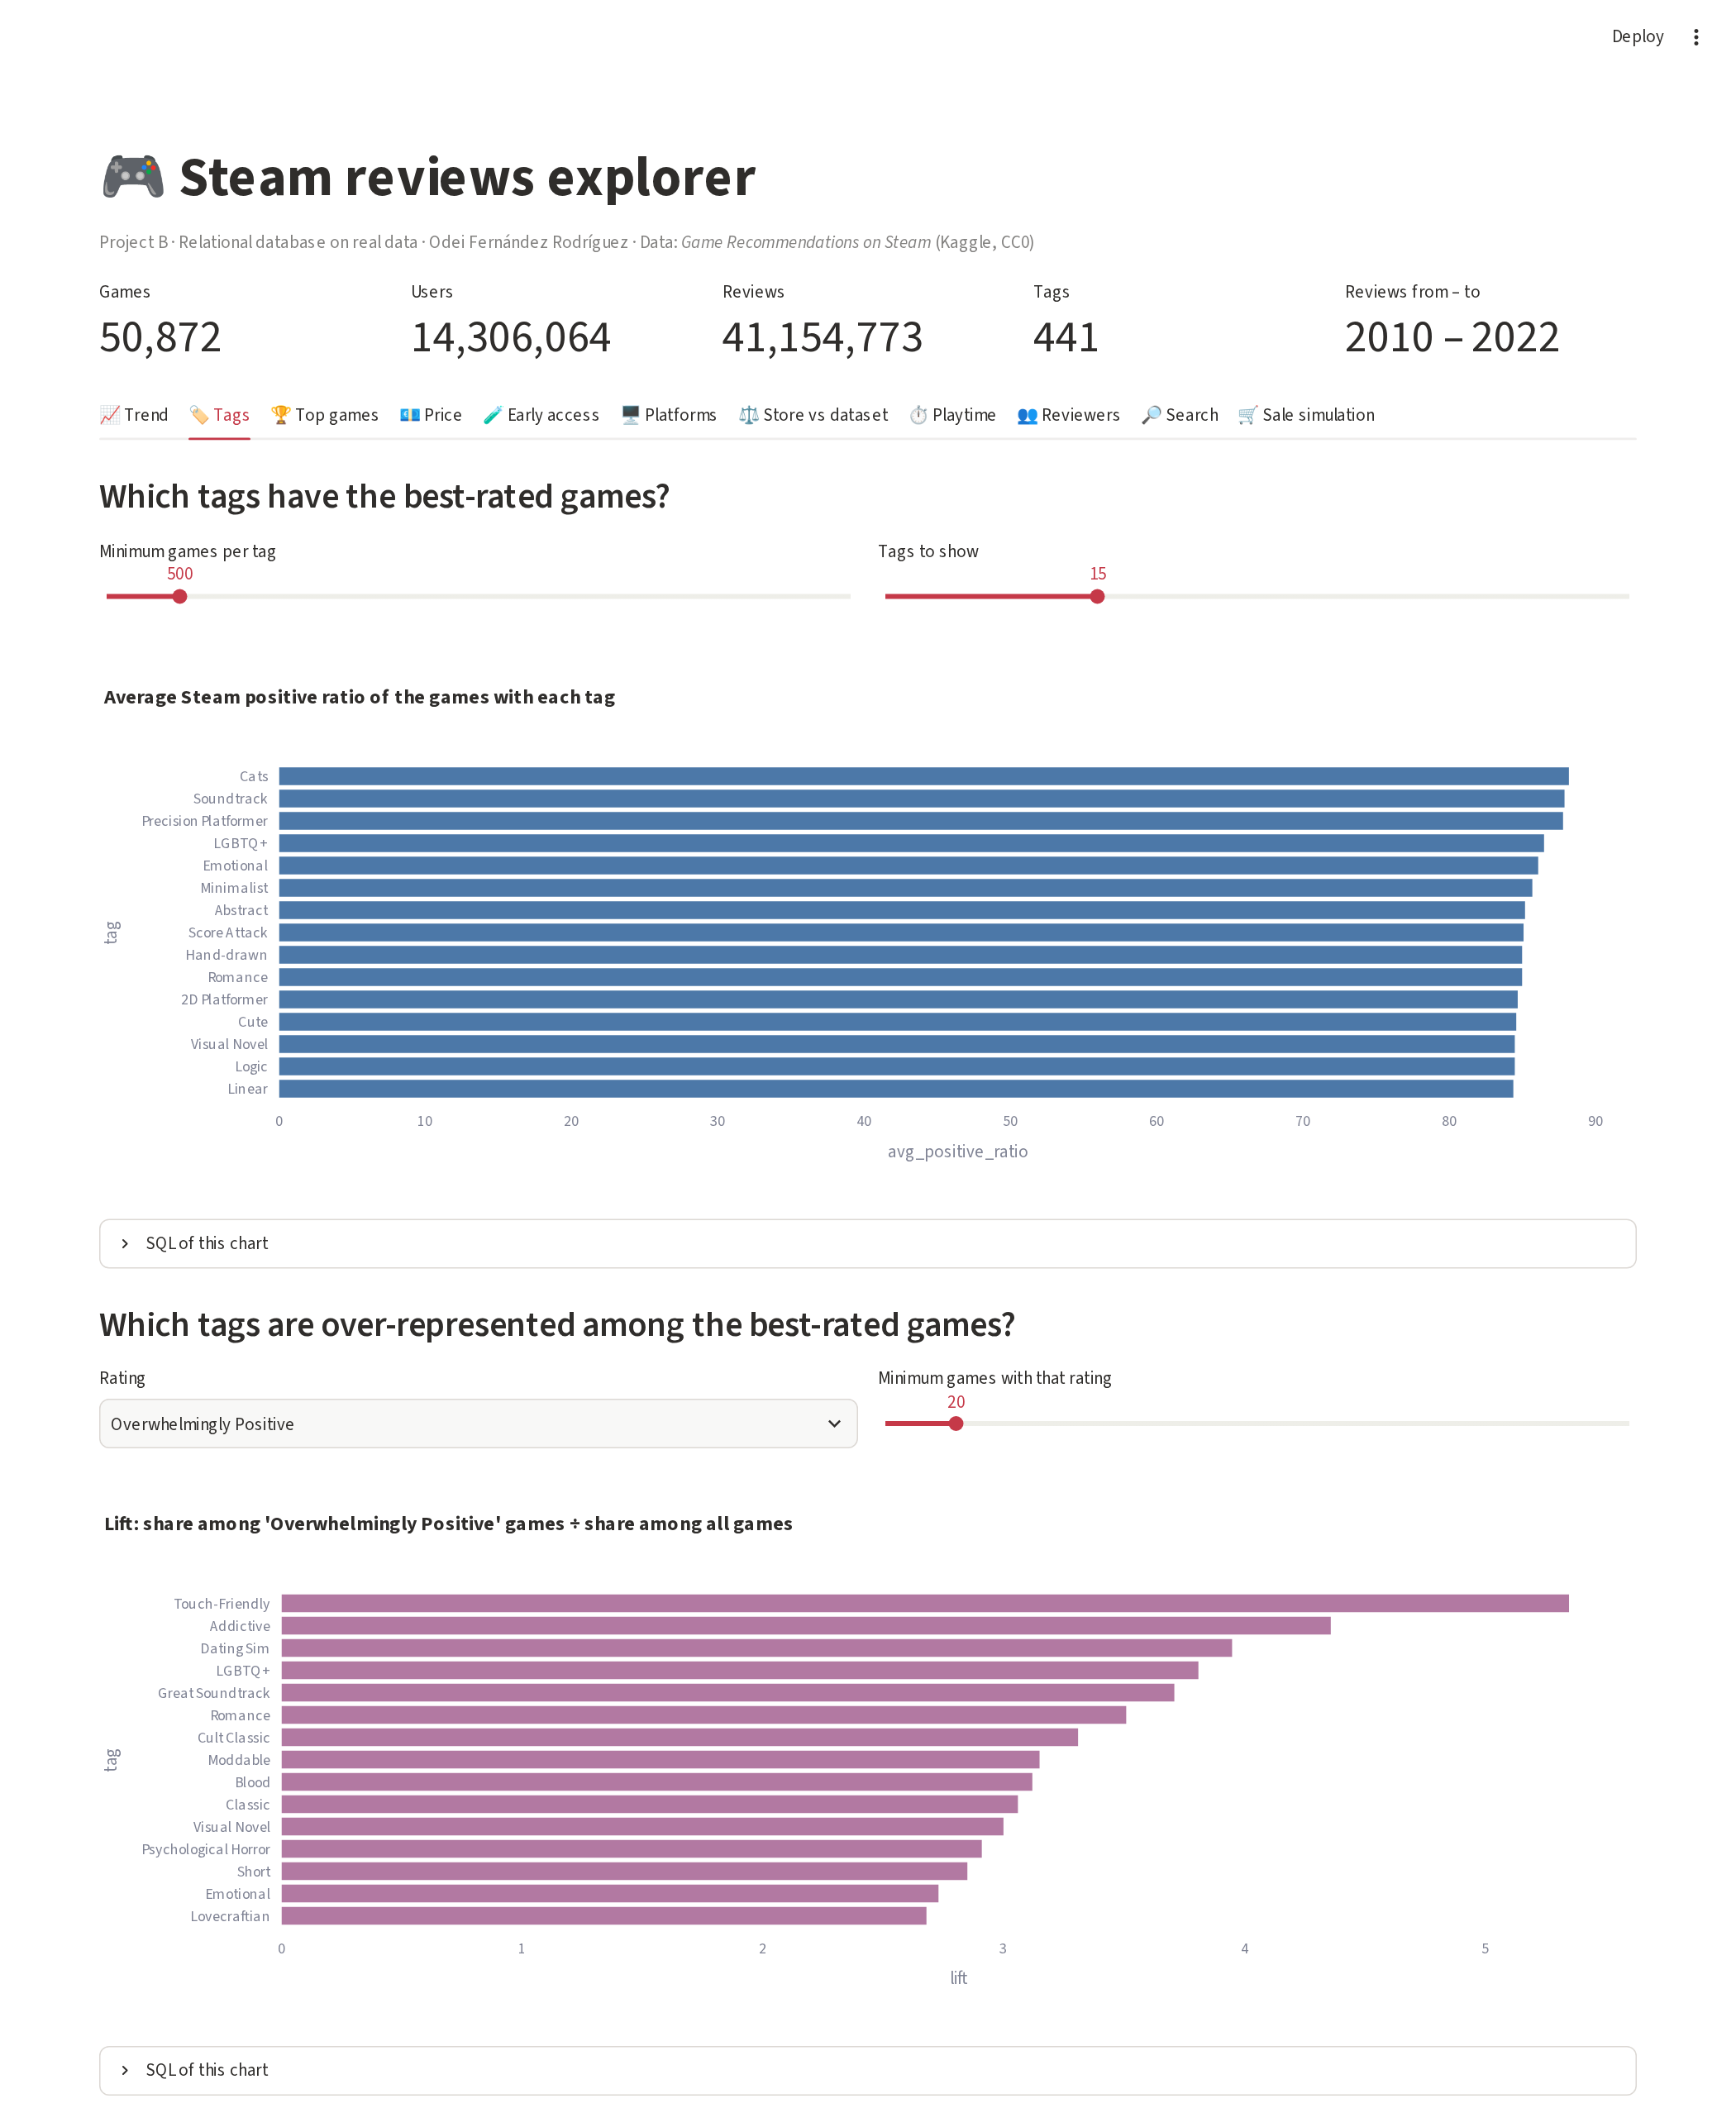 Deploy
🎮 Steam reviews explorer
Project B · Relational database on real data · Odei Fernández Rodríguez · Data: Game Recommendations on Steam (Kaggle, CC0)
Games Users Reviews Tags Reviews from – to
50,872 14,306,064 41,154,773 441 2010 – 2022
📈 Trend 🏷️ Tags 🏆 Top games 💶 Price 🧪 Early access 🖥️ Platforms ⚖️ Store vs dataset ⏱️ Playtime 👥 Reviewers 🔎 Search 🛒 Sale simulation
Which tags have the best-rated games?
Minimum games per tag Tags to show
500 15
Average Steam positive ratio of the games with each tag
Cats
Soundtrack
Precision Platformer
LGBTQ+
Emotional
Minimalist
Abstract
Score Attack
Hand-drawn
Romance
2D Platformer
Cute
Visual Novel
Logic
Linear
tag
0 10 20 30 40 50 60 70 80 90
avg_positive_ratio
SQL of this chart
Which tags are over-represented among the best-rated games?
Rating Minimum games with that rating
20
Overwhelmingly Positive
Lift: share among 'Overwhelmingly Positive' games ÷ share among all games
Touch-Friendly
Addictive
Dating Sim
LGBTQ+
Great Soundtrack
Romance
Cult Classic
Moddable
Blood
Classic
Visual Novel
Psychological Horror
Short
Emotional
Lovecraftian
tag
0 1 2 3 4 5
lift
SQL of this chart